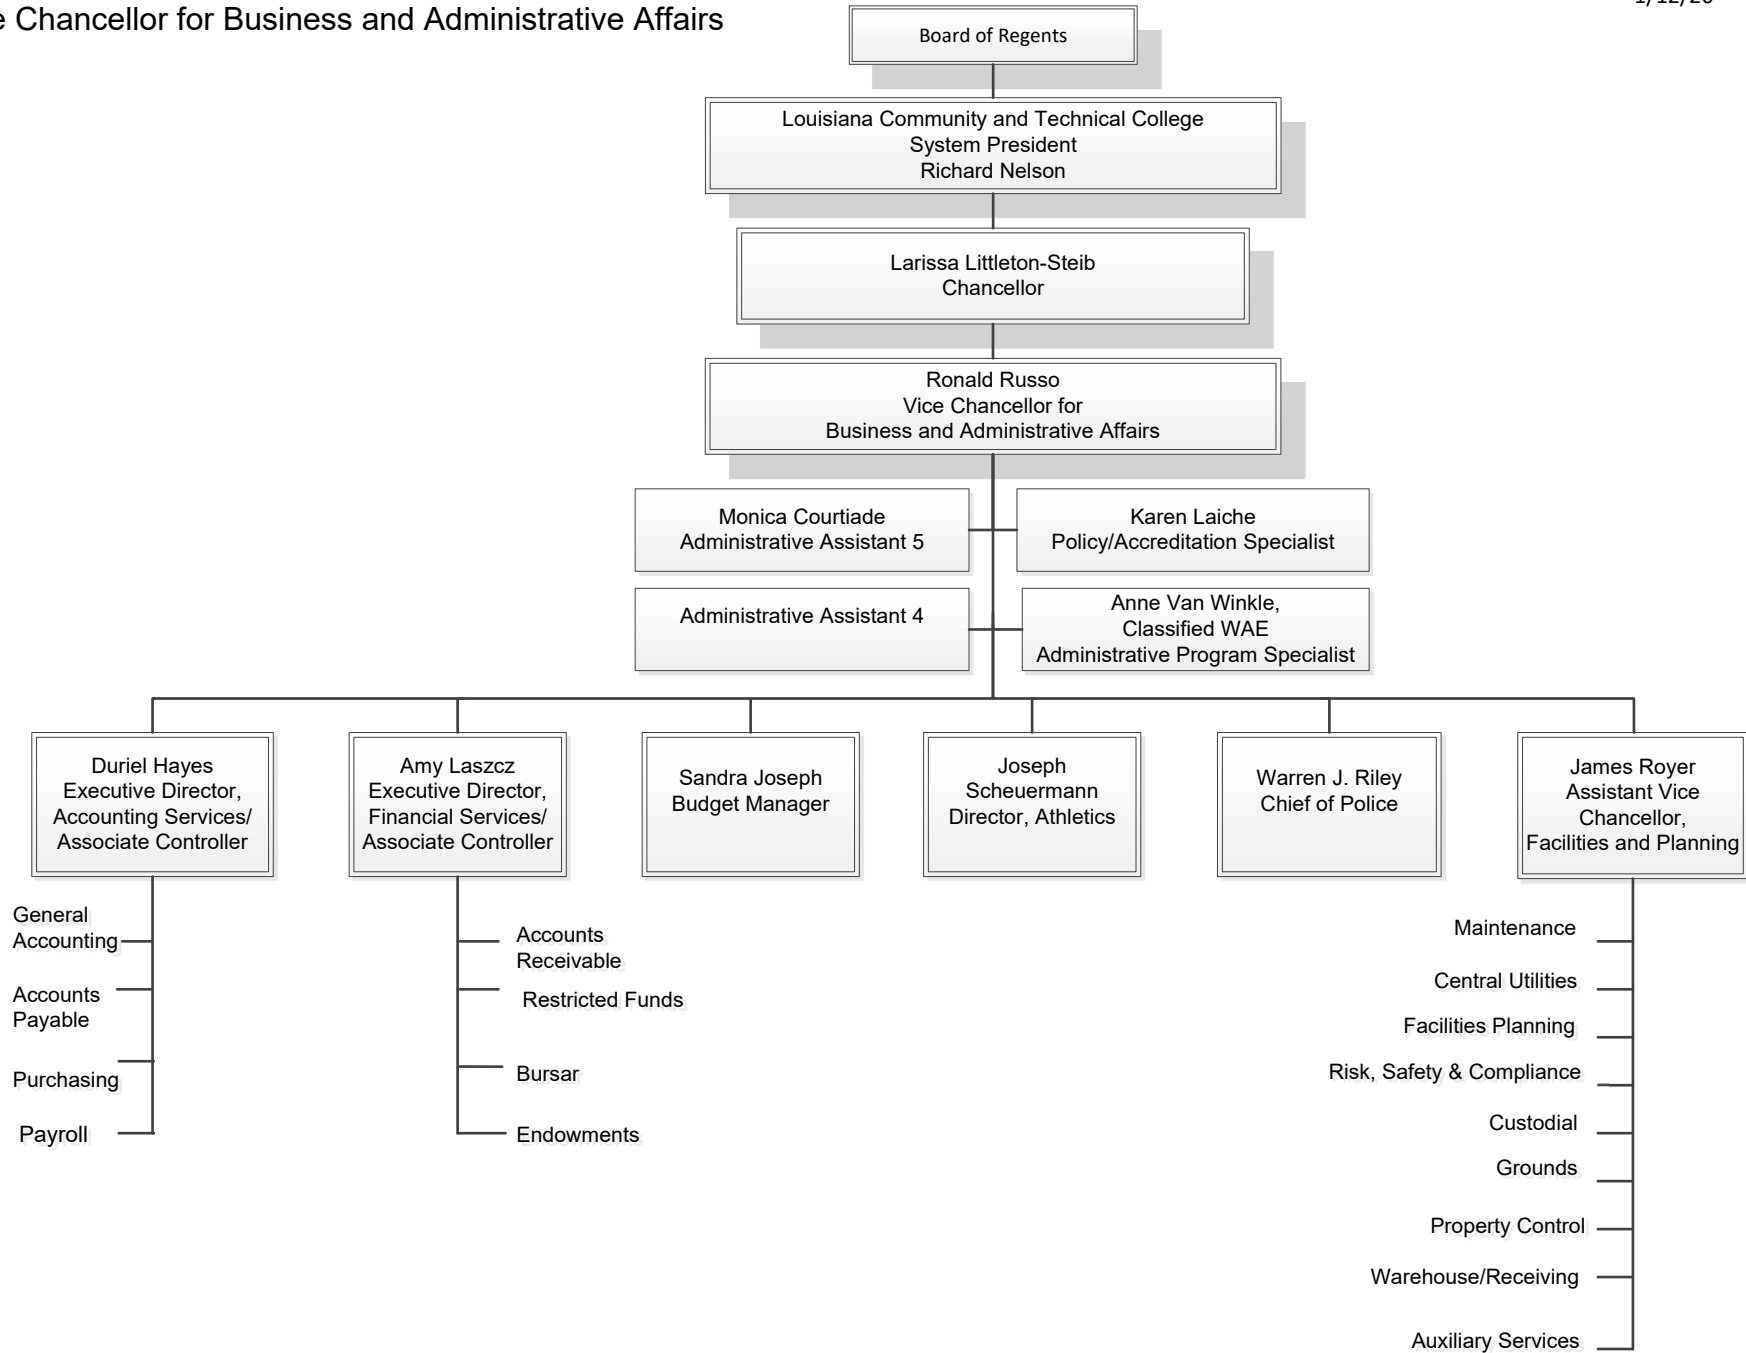 Chancellor for Business and Administrative Affairs
Board of Regents
Louisiana Community and Technical College
System President
Richard Nelson
Larissa Littleton-Steib
Chancellor
Ronald Russo
Vice Chancellor for
Business and Administrative Affairs
Monica Courtiade
Administrative Assistant 5
Karen Laiche
Policy/Accreditation Specialist
Administrative Assistant 4
Anne Van Winkle,
Classified WAE
Administrative Program Specialist
Duriel Hayes
Executive Director,
Accounting Services/
Associate Controller
Amy Laszcz
Executive Director,
Financial Services/
Associate Controller
Sandra Joseph
Budget Manager
Joseph
Scheuermann
Director, Athletics
Warren J. Riley
Chief of Police
James Royer
Assistant Vice
Chancellor,
Facilities and Planning
General
Accounting
Accounts
Payable
Purchasing
Payroll
Accounts
Receivable
Restricted Funds
Bursar
Endowments
Maintenance
Central Utilities
Facilities Planning
Risk, Safety & Compliance
Custodial
Grounds
Property Control
Warehouse/Receiving
Auxiliary Services